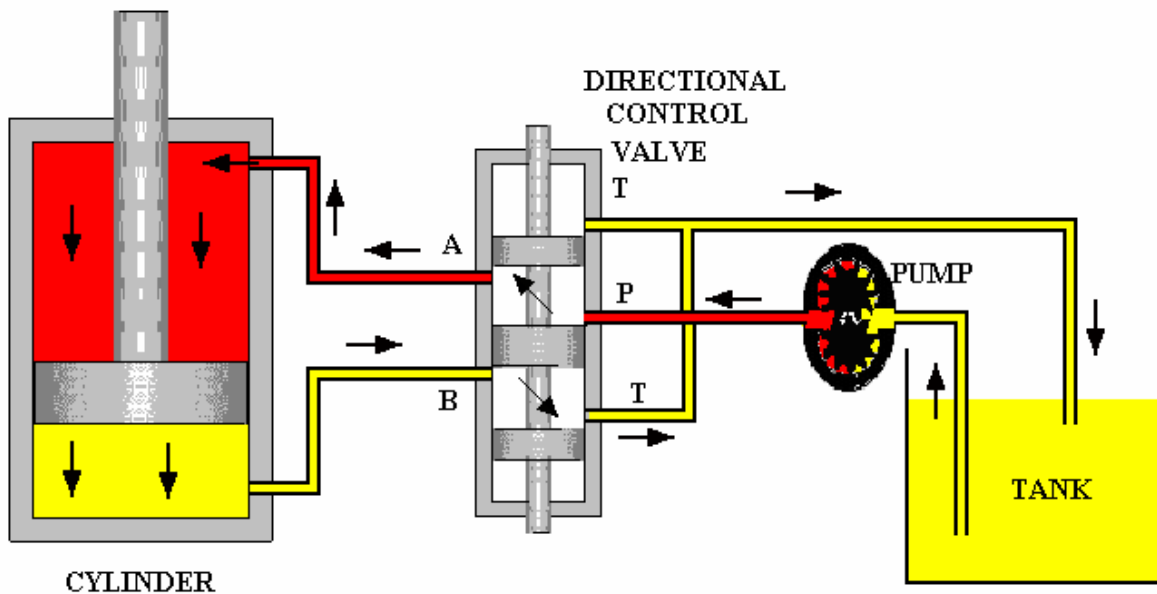 DIRECTIONAL
CONTROL
VALVE
T
A
P
PUMP
B
T
TANK
CYLINDER